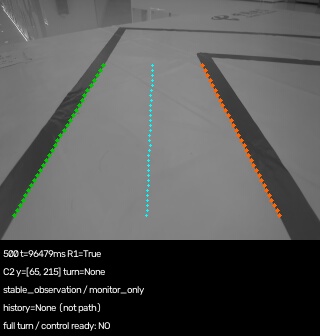 500 t=96479ms R1=True
C2 y=[65, 215] turn=None
stable_observation / monitor_only
history=None (not path)
full turn / control ready: NO